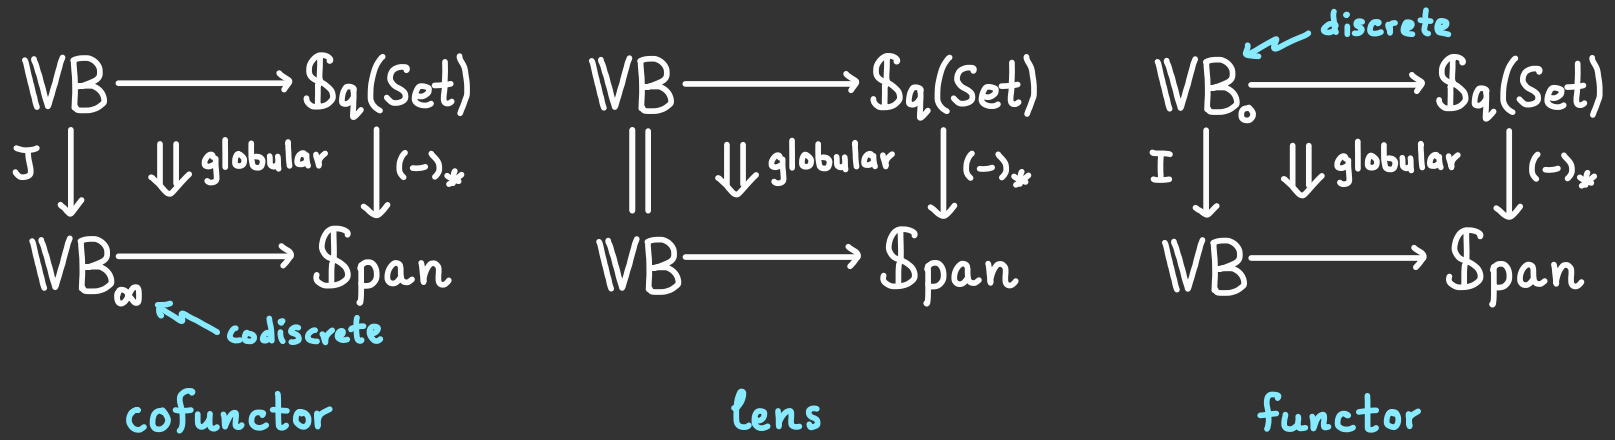 discrete
𝕍B $q(Set) 𝕍B $q(Set) 𝕍B₀ $q(Set)
J ⇓ globular (-)* ⇓ globular (-)* I ⇓ globular (-)*
𝕍B∞ $pan 𝕍B $pan 𝕍B $pan
codiscrete
cofunctor lens functor